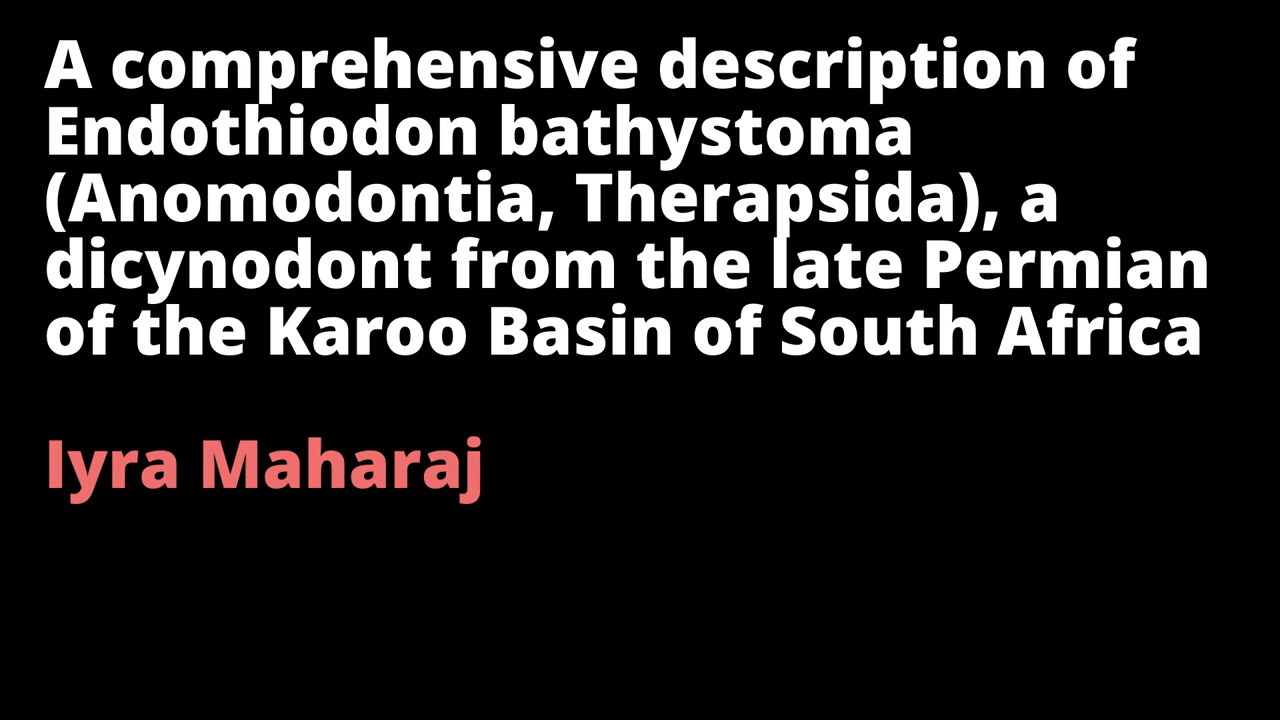 A comprehensive description of
Endothiodon bathystoma
(Anomodontia, Therapsida), a
dicynodont from the late Permian
of the Karoo Basin of South Africa
Iyra Maharaj